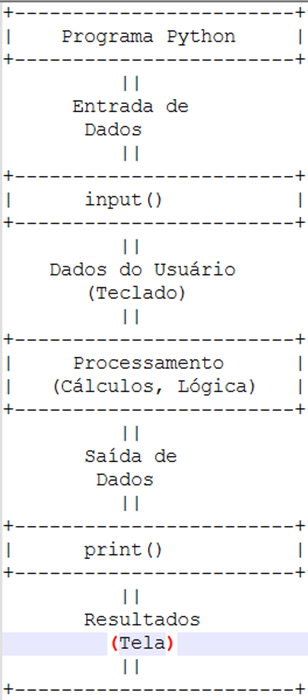 +------------------------+
|    Programa Python     |
+------------------------+
||
Entrada de
Dados
||
+------------------------+
|      input()           |
+------------------------+
||
Dados do Usuário
(Teclado)
||
+------------------------+
|     Processamento      |
|   (Cálculos, Lógica)   |
+------------------------+
||
Saída de
Dados
||
+------------------------+
|      print()           |
+------------------------+
||
Resultados
(Tela)
||
+------------------------+